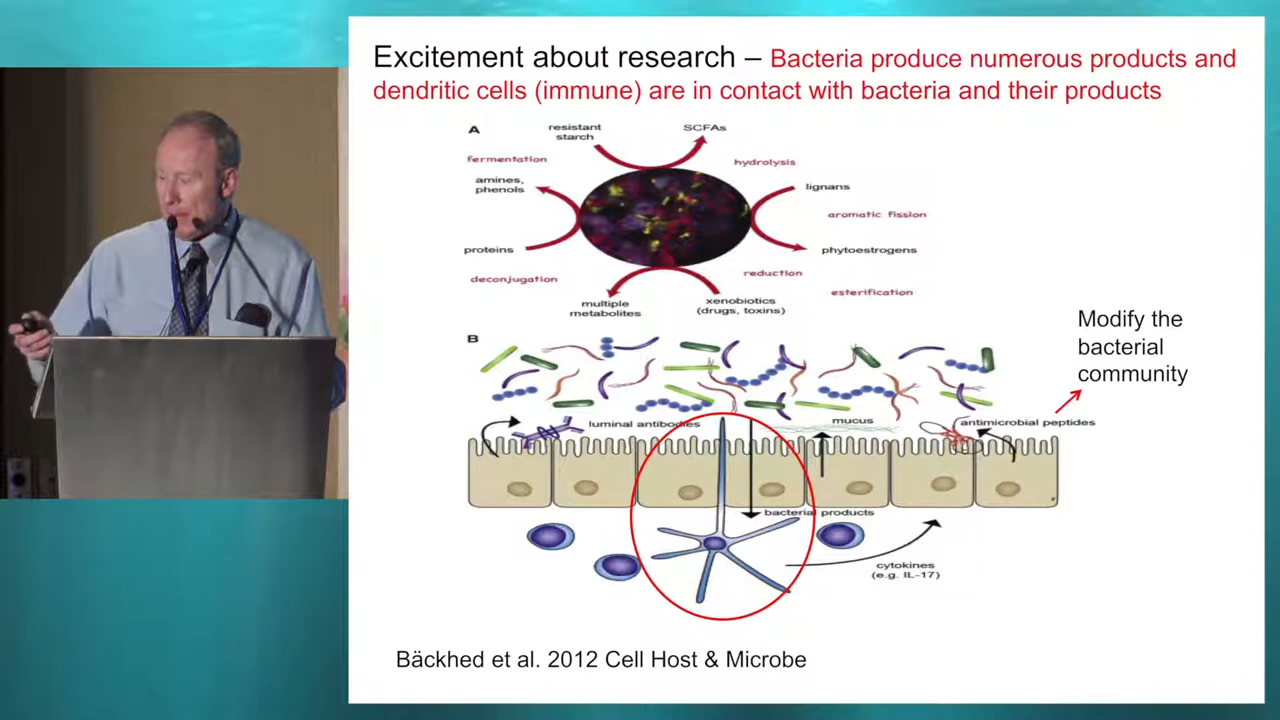 Excitement about research – Bacteria produce numerous products and
dendritic cells (immune) are in contact with bacteria and their products
A
resistant
starch
SCFAs
fermentation
hydrolysis
amines,
phenols
lignans
aromatic fission
proteins
phytoestrogens
deconjugation
reduction
multiple
metabolites
xenobiotics
(drugs, toxins)
esterification
Modify the
bacterial
community
B
luminal antibodies
mucus
antimicrobial peptides
bacterial products
cytokines
(e.g. IL-17)
Bäckhed et al. 2012 Cell Host & Microbe